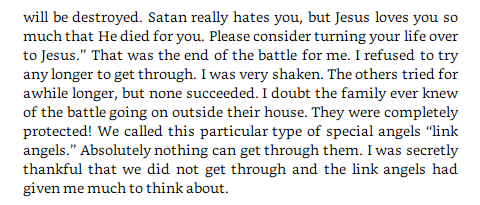 will be destroyed. Satan really hates you, but Jesus loves you so
much that He died for you. Please consider turning your life over
to Jesus.” That was the end of the battle for me. I refused to try
any longer to get through. I was very shaken. The others tried for
awhile longer, but none succeeded. I doubt the family ever knew
of the battle going on outside their house. They were completely
protected! We called this particular type of special angels “link
angels.” Absolutely nothing can get through them. I was secretly
thankful that we did not get through and the link angels had
given me much to think about.